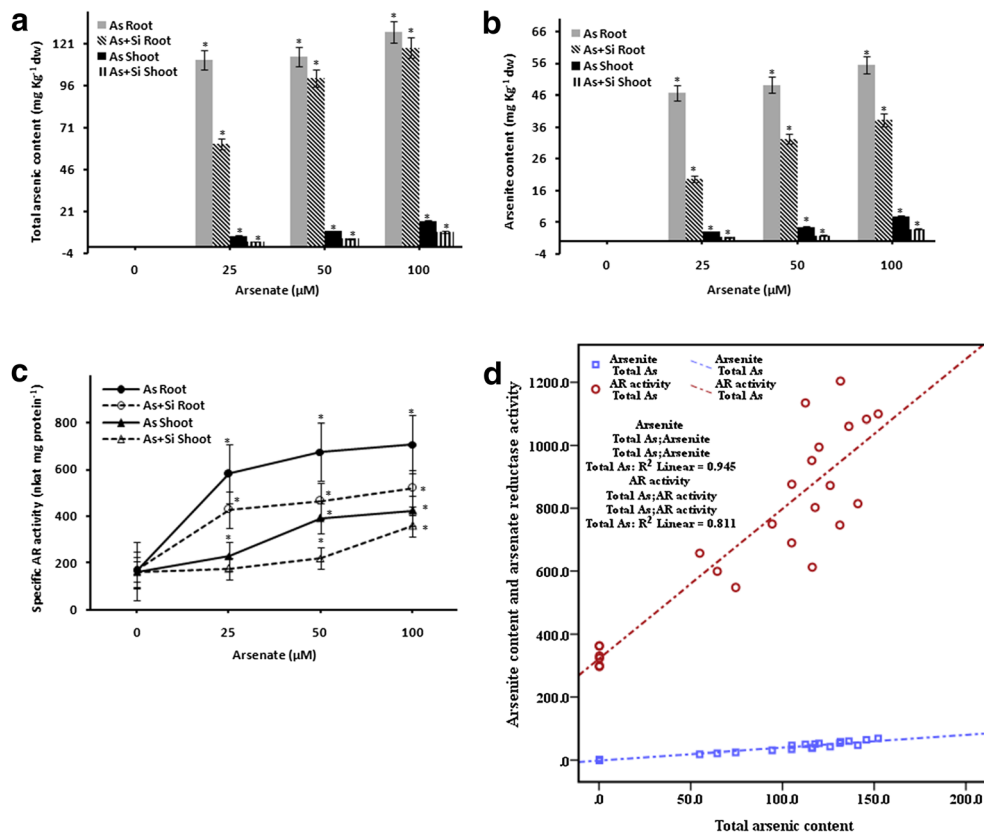 a
Total arsenic content (mg Kg-1 dw)
As Root
As+Si Root
As Shoot
As+Si Shoot
121
96
71
46
21
-4
* * * * * * * * * * * *
0 25 50 100
Arsenate (µM)
b
Arsenite content (mg Kg-1 dw)
As Root
As+Si Root
As Shoot
As+Si Shoot
66
56
46
36
26
16
6
-4
* * * * * * * * * * * *
0 25 50 100
Arsenate (µM)
c
Specific AR activity (nkat mg protein-1)
As Root
As+Si Root
As Shoot
As+Si Shoot
800
600
400
200
0
* * * * * * * * * * *
0 25 50 100
Arsenate (µM)
d
Arsenite content and arsenate reductase activity
Arsenite
Total As
AR activity
Total As
Arsenite
Total As
AR activity
Total As
Arsenite
Total As;Arsenite
Total As;Arsenite
Total As: R2 Linear = 0.945
AR activity
Total As;AR activity
Total As;AR activity
Total As: R2 Linear = 0.811
1200.0
1000.0
800.0
600.0
400.0
200.0
.0
.0 50.0 100.0 150.0 200.0
Total arsenic content